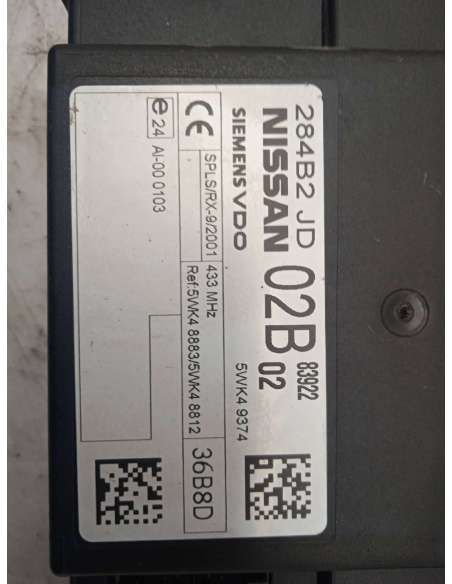 284B2 JD
83922
NISSAN 02B 02
SIEMENS VDO 5WK4 9374
CE SPLS/RX-9/2001 433 MHz
Ref:5WK4 8883/5WK4 8812
36B8D
e 24 AI-00 0103